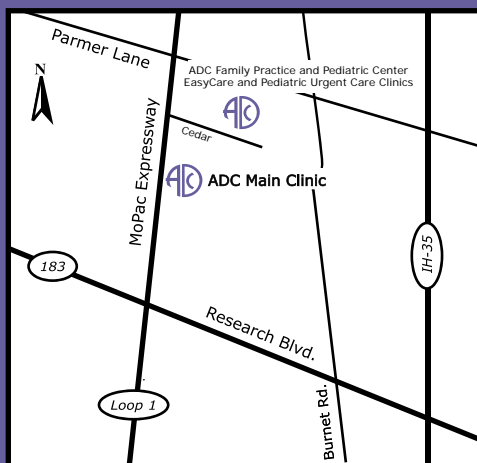 Parmer Lane
N
ADC Family Practice and Pediatric Center
EasyCare and Pediatric Urgent Care Clinics
ADC
Cedar
MoPac Expressway
ADC
ADC Main Clinic
IH-35
183
Research Blvd.
Loop 1
Burnet Rd.